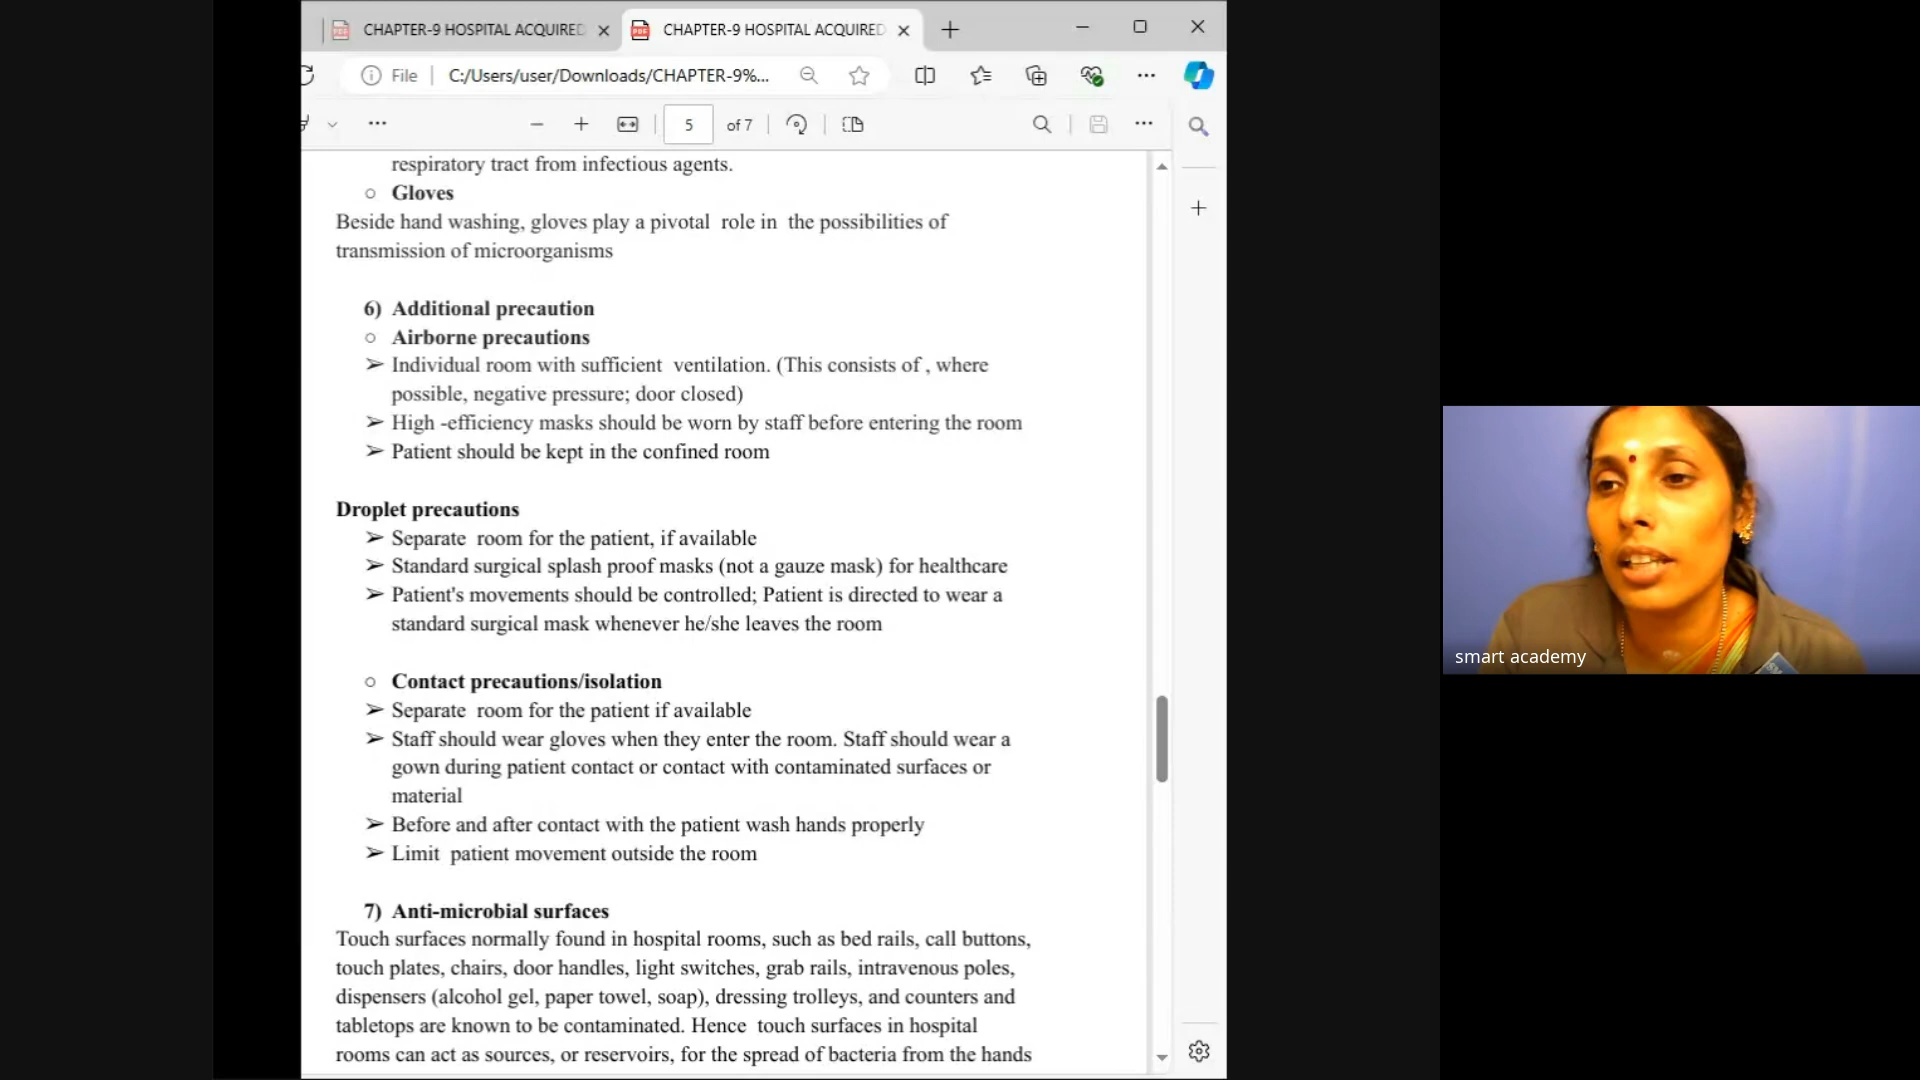 CHAPTER-9 HOSPITAL ACQUIRED
CHAPTER-9 HOSPITAL ACQUIRED
File
C:/Users/user/Downloads/CHAPTER-9%...
5 of 7
respiratory tract from infectious agents.
○ Gloves
Beside hand washing, gloves play a pivotal  role in  the possibilities of
transmission of microorganisms
6) Additional precaution
○ Airborne precautions
➢ Individual room with sufficient  ventilation. (This consists of , where
possible, negative pressure; door closed)
➢ High -efficiency masks should be worn by staff before entering the room
➢ Patient should be kept in the confined room
Droplet precautions
➢ Separate  room for the patient, if available
➢ Standard surgical splash proof masks (not a gauze mask) for healthcare
➢ Patient's movements should be controlled; Patient is directed to wear a
standard surgical mask whenever he/she leaves the room
○ Contact precautions/isolation
➢ Separate  room for the patient if available
➢ Staff should wear gloves when they enter the room. Staff should wear a
gown during patient contact or contact with contaminated surfaces or
material
➢ Before and after contact with the patient wash hands properly
➢ Limit  patient movement outside the room
7) Anti-microbial surfaces
Touch surfaces normally found in hospital rooms, such as bed rails, call buttons,
touch plates, chairs, door handles, light switches, grab rails, intravenous poles,
dispensers (alcohol gel, paper towel, soap), dressing trolleys, and counters and
tabletops are known to be contaminated. Hence  touch surfaces in hospital
rooms can act as sources, or reservoirs, for the spread of bacteria from the hands
smart academy